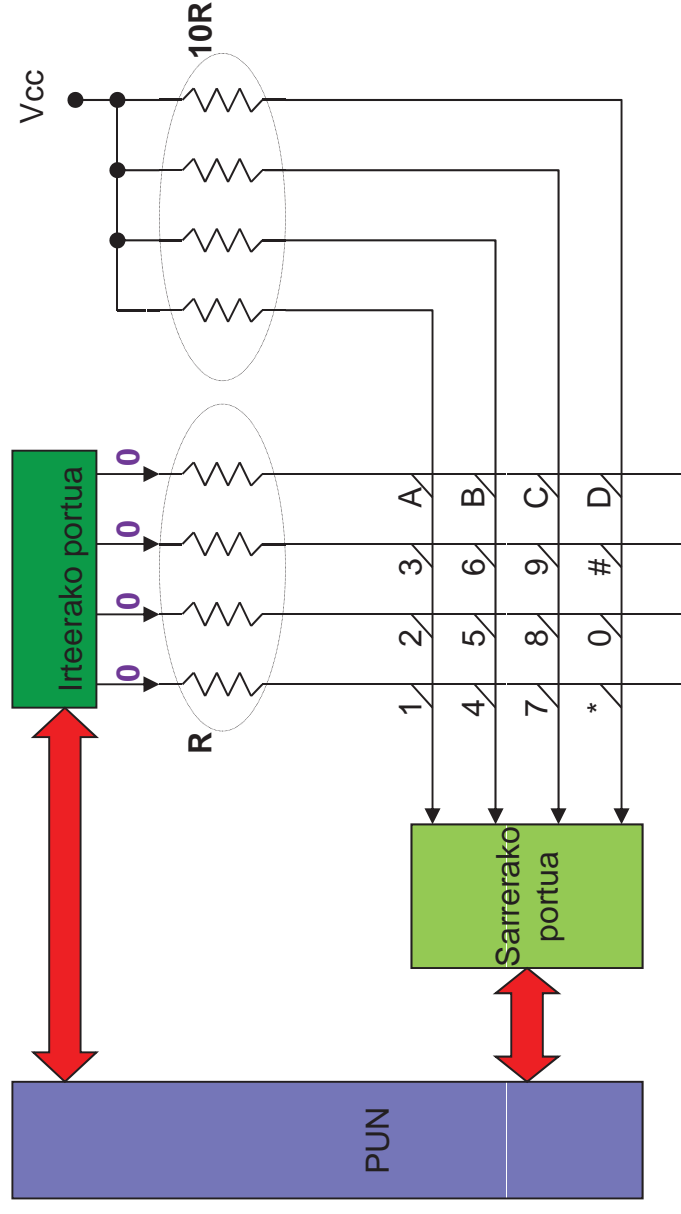 Vcc
Irteerako portua
0 0 0 0
R
10R
PUN
Sarrerako
portua
1 2 3 A
4 5 6 B
7 8 9 C
* 0 # D